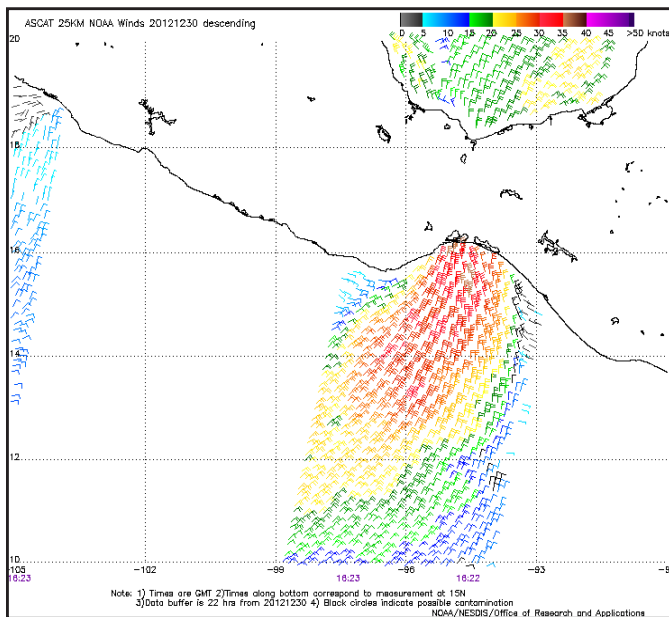 ASCAT 25KM NOAA Winds 20121230 descending
0 5 10 15 20 25 30 35 40 45 >50 knots
20
18
16
14
12
10
-105 -102 -99 -96 -93 -9
16:23 16:23 16:22
Note: 1) Times are GMT 2)Times along bottom correspond to measurement at 15N
3)Data buffer is 22 hrs from 20121230 4) Black circles indicate possible contamination
NOAA/NESDIS/Office of Research and Applications